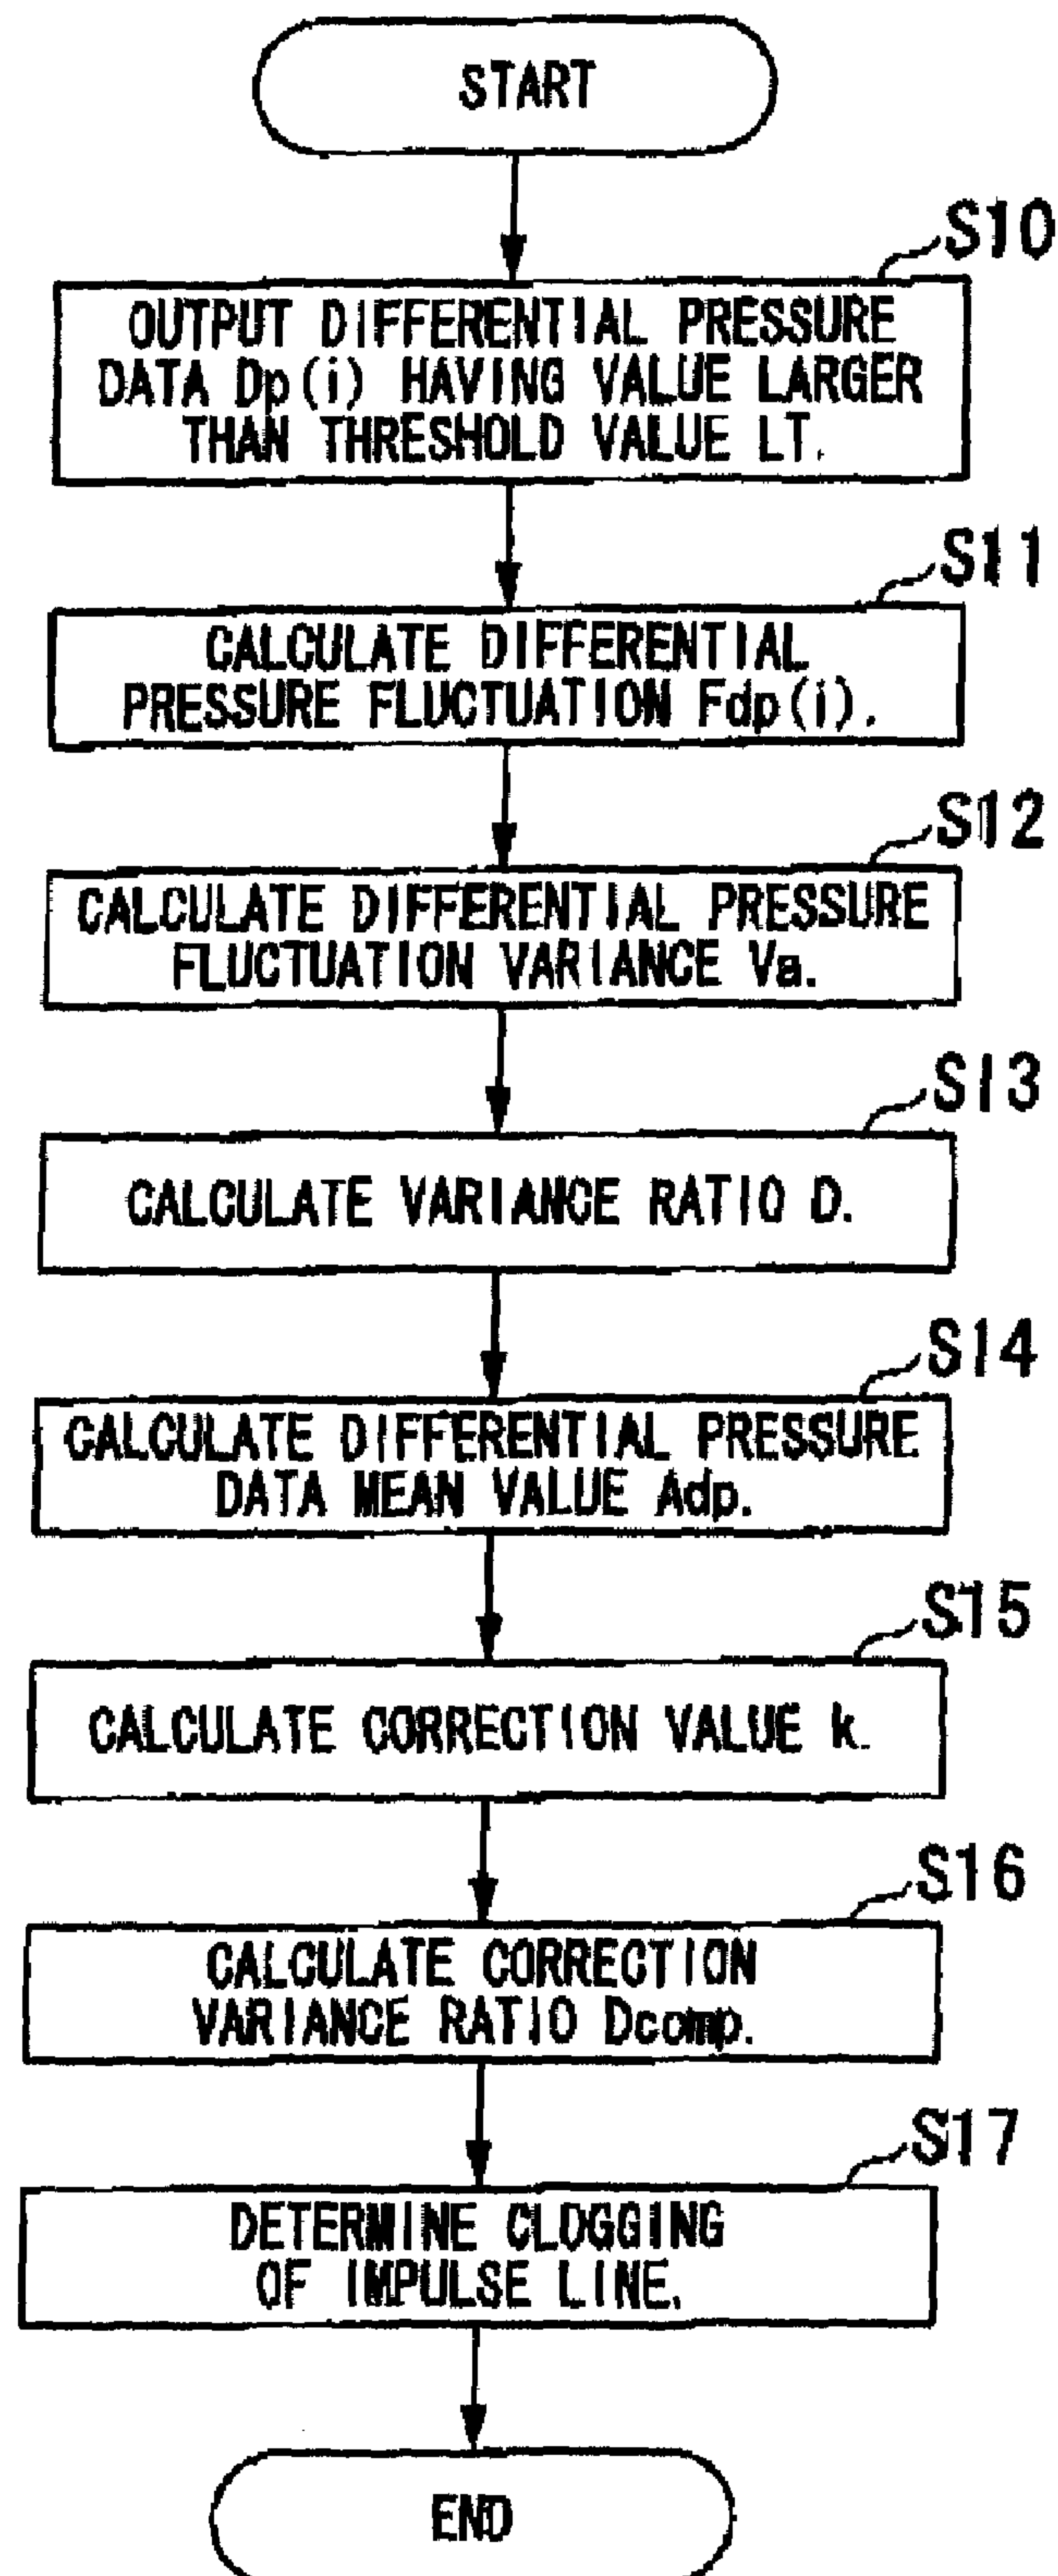 START
S10
OUTPUT DIFFERENTIAL PRESSURE
DATA Dp(i) HAVING VALUE LARGER
THAN THRESHOLD VALUE LT.
S11
CALCULATE DIFFERENTIAL
PRESSURE FLUCTUATION Fdp(i).
S12
CALCULATE DIFFERENTIAL PRESSURE
FLUCTUATION VARIANCE Va.
S13
CALCULATE VARIANCE RATIO D.
S14
CALCULATE DIFFERENTIAL PRESSURE
DATA MEAN VALUE Adp.
S15
CALCULATE CORRECTION VALUE k.
S16
CALCULATE CORRECTION
VARIANCE RATIO Dcomp.
S17
DETERMINE CLOGGING
OF IMPULSE LINE.
END